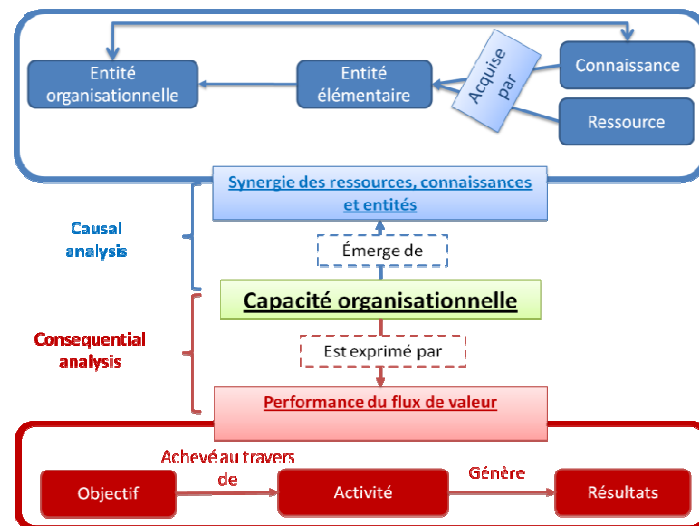 Entité
organisationnelle
Entité
élémentaire
Acquise
par
Connaissance
Ressource
Synergie des ressources, connaissances
et entités
Causal
analysis
Émerge de
Capacité organisationnelle
Consequential
analysis
Est exprimé par
Performance du flux de valeur
Objectif
Achevé au travers
de
Activité
Génère
Résultats